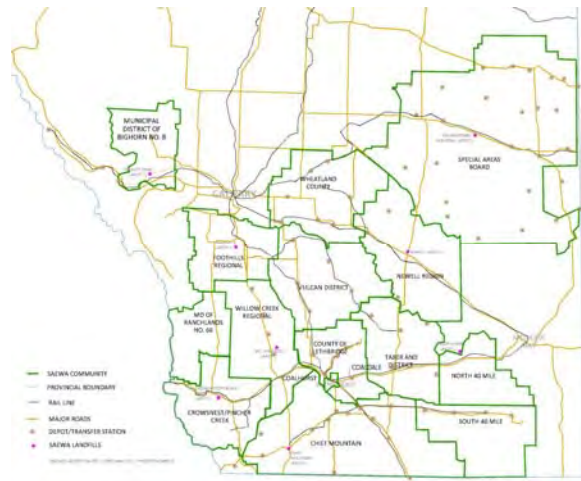 MUNICIPAL
DISTRICT OF
BIGHORN NO. 8
SPECIAL AREAS
BOARD
WHEATLAND
COUNTY
CALGARY
FOOTHILLS
REGIONAL
NEWELL REGION
VULCAN DISTRICT
WILLOW CREEK
REGIONAL
MD OF
RANCHLANDS
NO. 66
COUNTY OF
LETHBRIDGE
TABER AND
DISTRICT
COALDALE
COALHURST
NORTH 40 MILE
CROWSNEST/PINCHER
CREEK
SOUTH 40 MILE
CHIEF MOUNTAIN
SAEWA COMMUNITY
PROVINCIAL BOUNDARY
RAIL LINE
MAJOR ROADS
DEPOT/TRANSFER STATION
SAEWA LANDFILLS